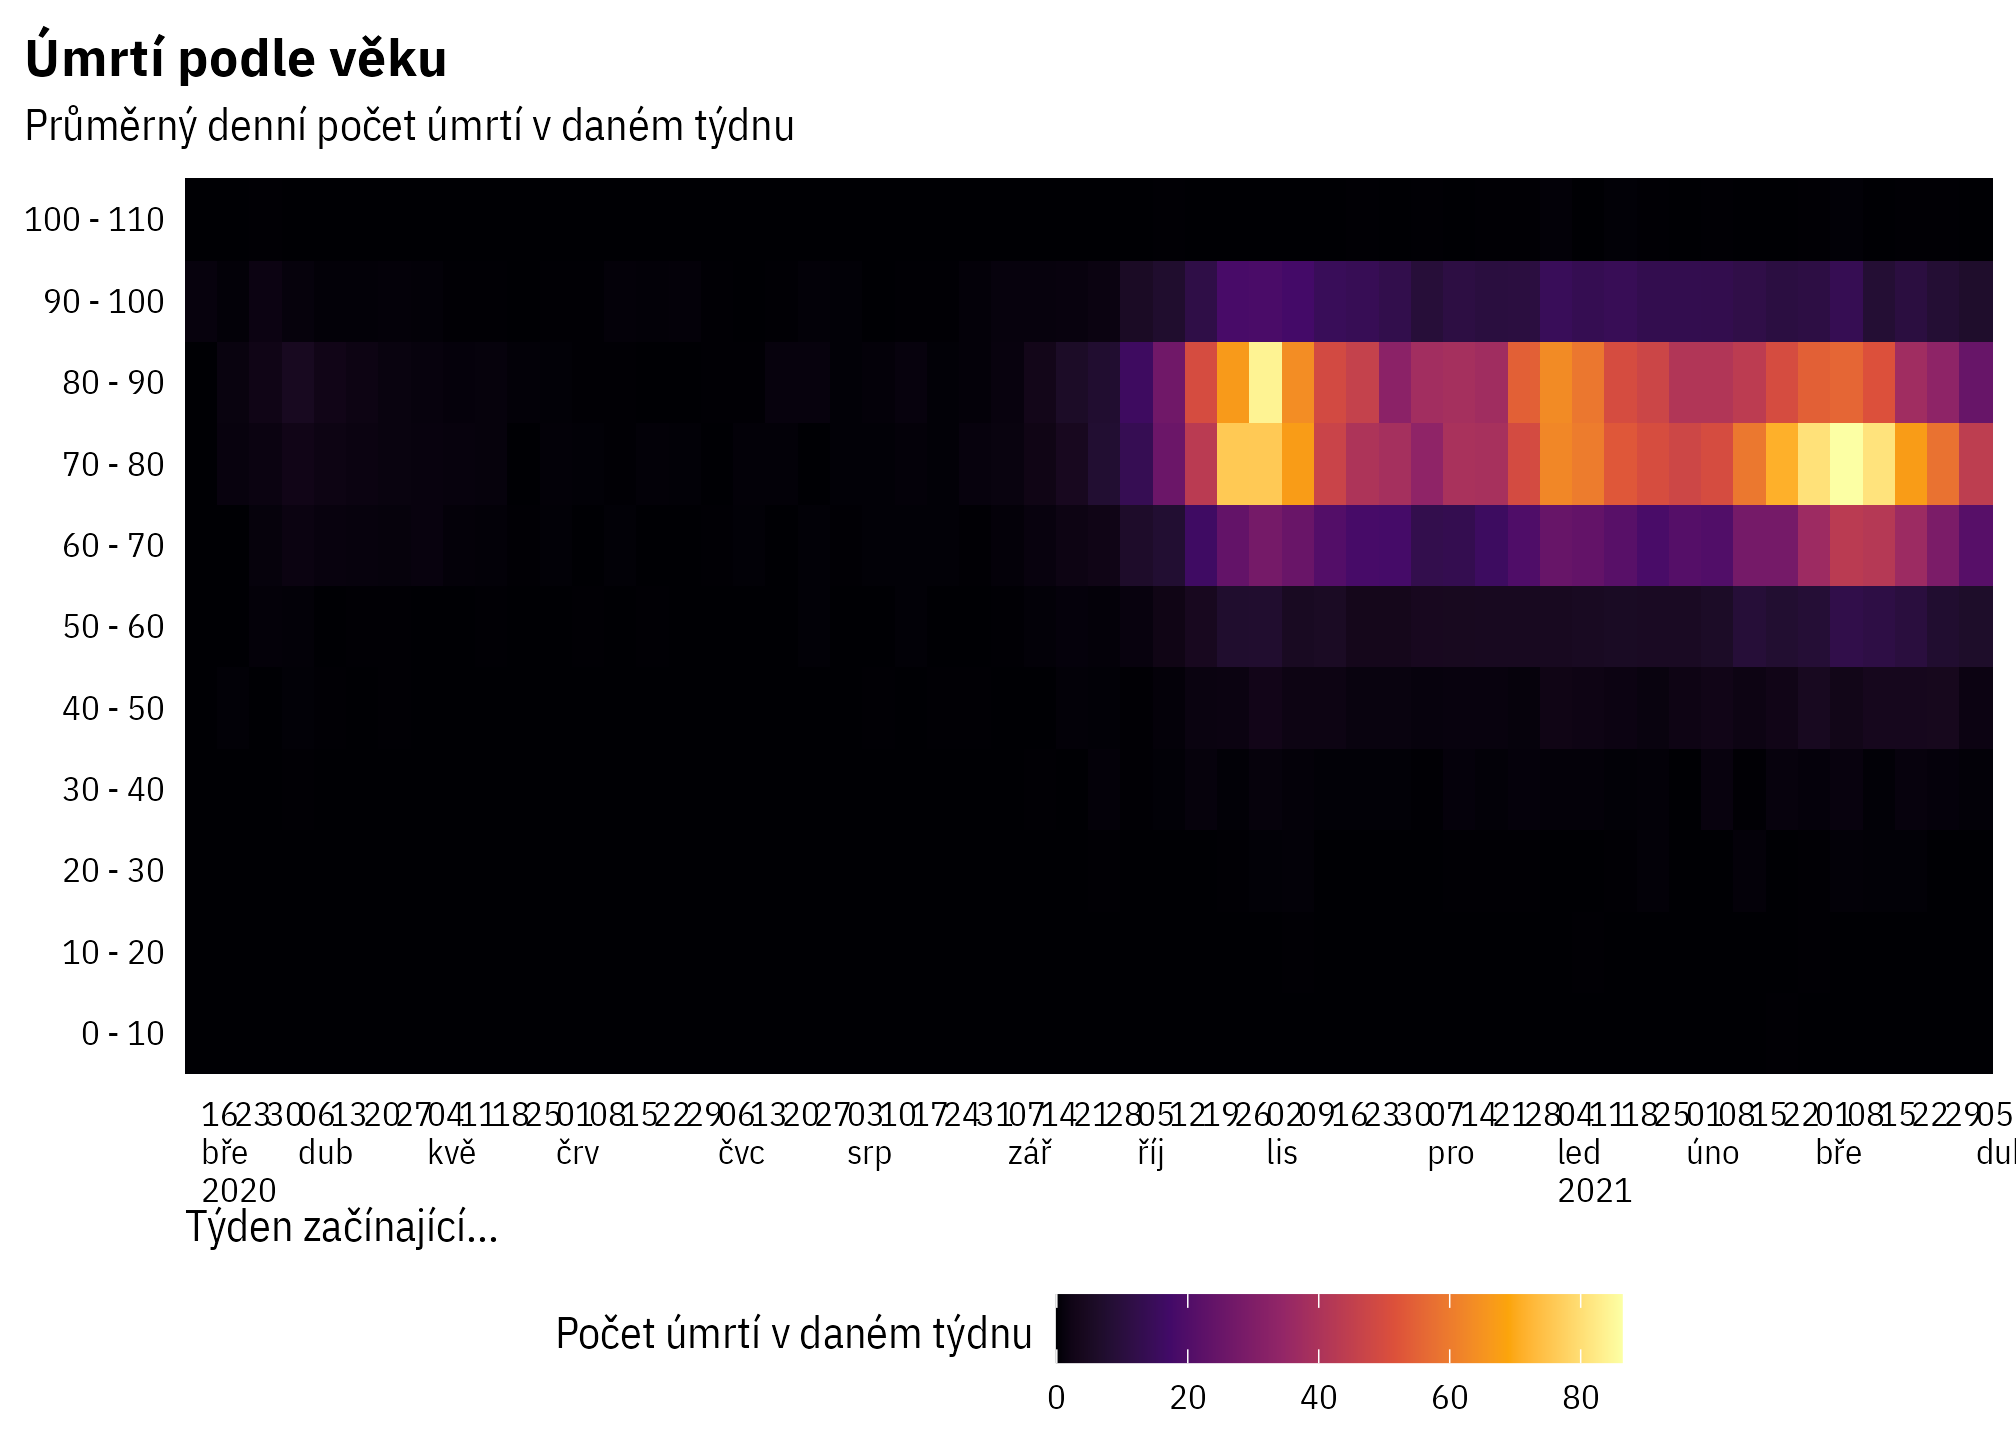 Úmrtí podle věku
Průměrný denní počet úmrtí v daném týdnu
100 - 110
90 - 100
80 - 90
70 - 80
60 - 70
50 - 60
40 - 50
30 - 40
20 - 30
10 - 20
0 - 10
16 23 30 06 13 20 27 04 11 18 25 01 08 15 22 29 06 13 20 27 03 10 17 24 31 07 14 21 28 05 12 19 26 02 09 16 23 30 07 14 21 28 04 11 18 25 01 08 15 22 01 08 15 22 29 05
bře dub kvě črv čvc srp zář říj lis pro led úno bře dub
2020 2021
Týden začínající...
Počet úmrtí v daném týdnu
0 20 40 60 80